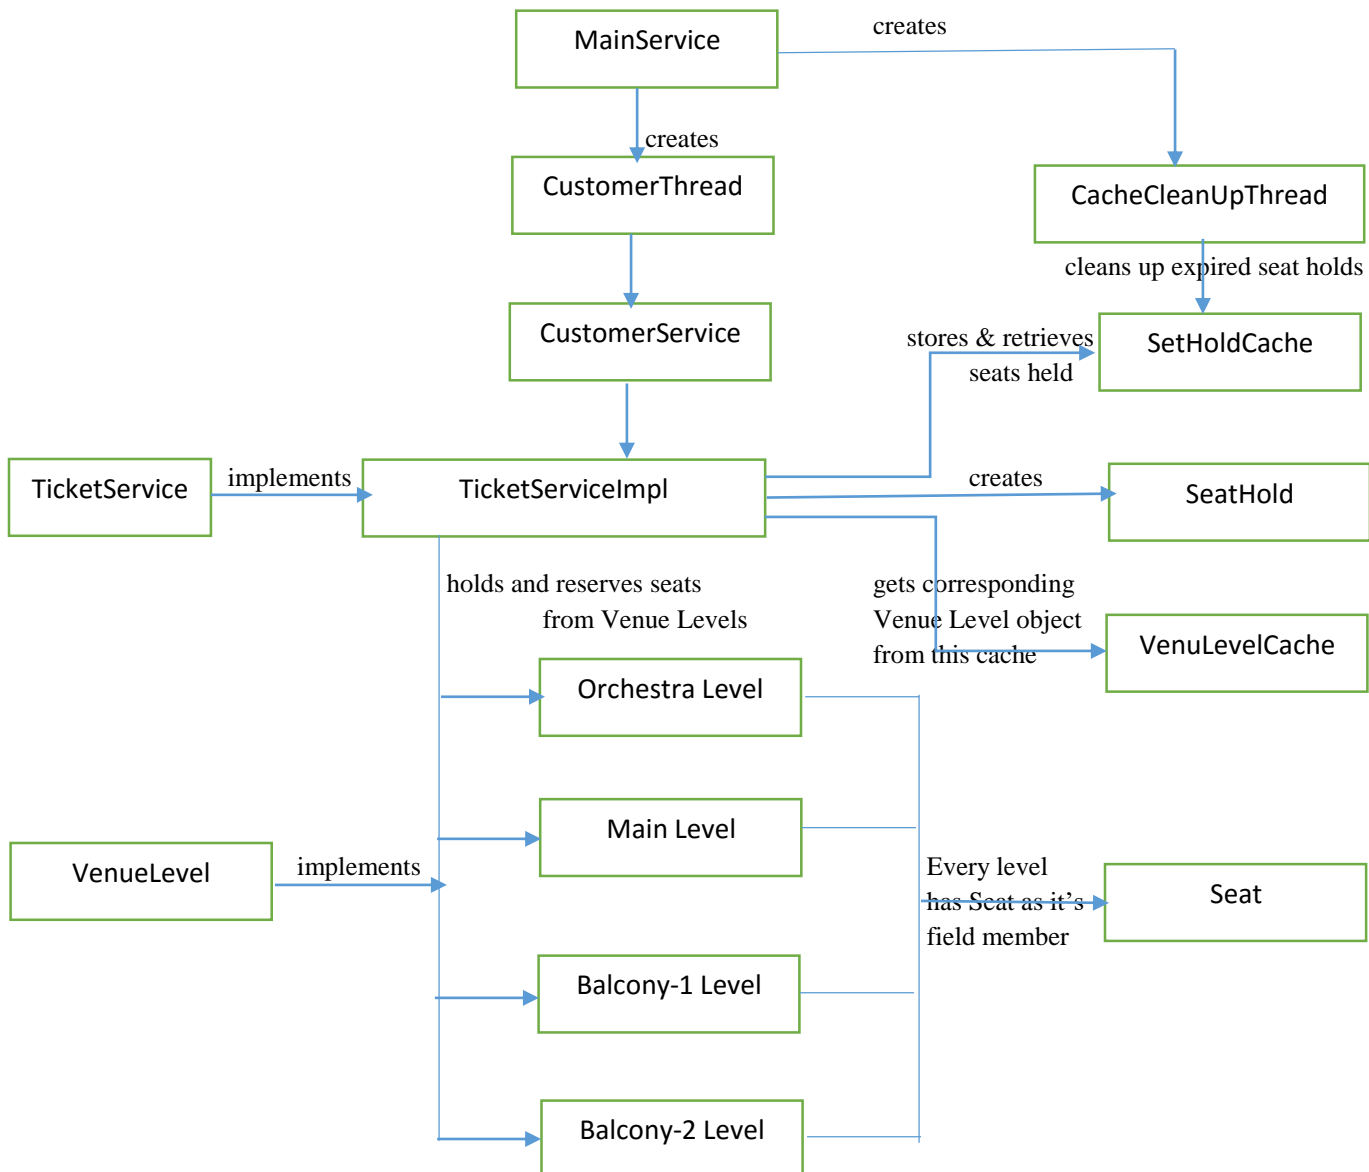 MainService
creates
creates
CustomerThread
CacheCleanUpThread
cleans up expired seat holds
CustomerService
stores & retrieves
seats held
SetHoldCache
TicketService
implements
TicketServiceImpl
creates
SeatHold
holds and reserves seats
from Venue Levels
gets corresponding
Venue Level object
from this cache
VenuLevelCache
Orchestra Level
Main Level
VenueLevel
implements
Every level
has Seat as it’s
field member
Seat
Balcony-1 Level
Balcony-2 Level